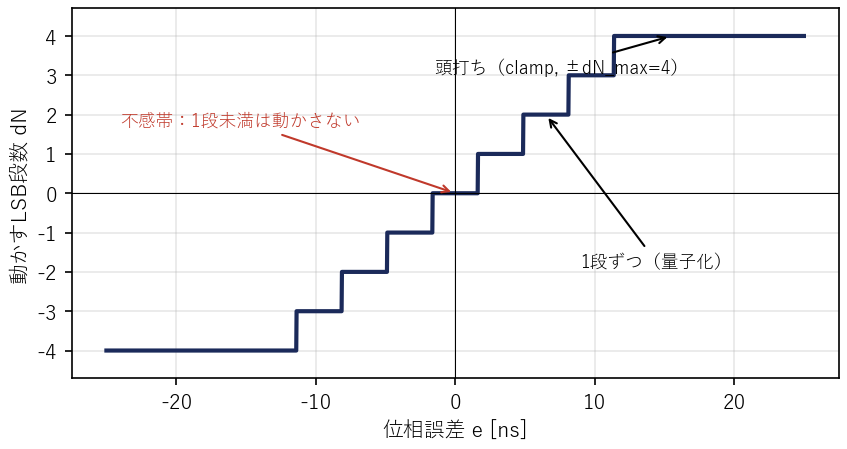 4
3
2
1
0
-1
-2
-3
-4
動かすLSB段数 dN
頭打ち（clamp, ±dN_max=4）
不感帯：1段未満は動かさない
1段ずつ（量子化）
-20
-10
0
10
20
位相誤差 e [ns]